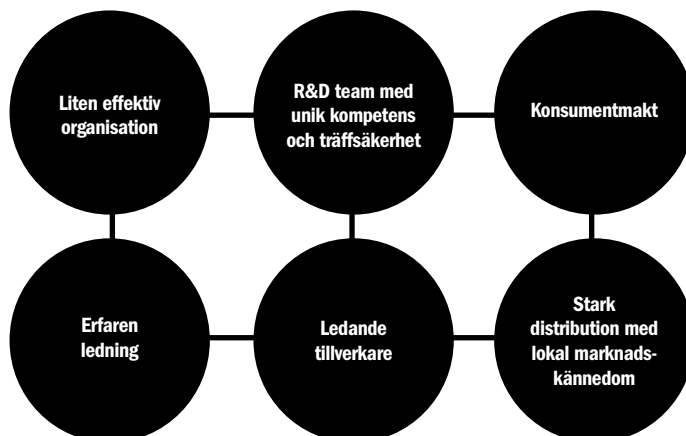 Liten effektiv
organisation
R&D team med
unik kompetens
och träffsäkerhet
Konsumentmakt
Erfaren
ledning
Ledande
tillverkare
Stark
distribution med
lokal marknads-
kännedom